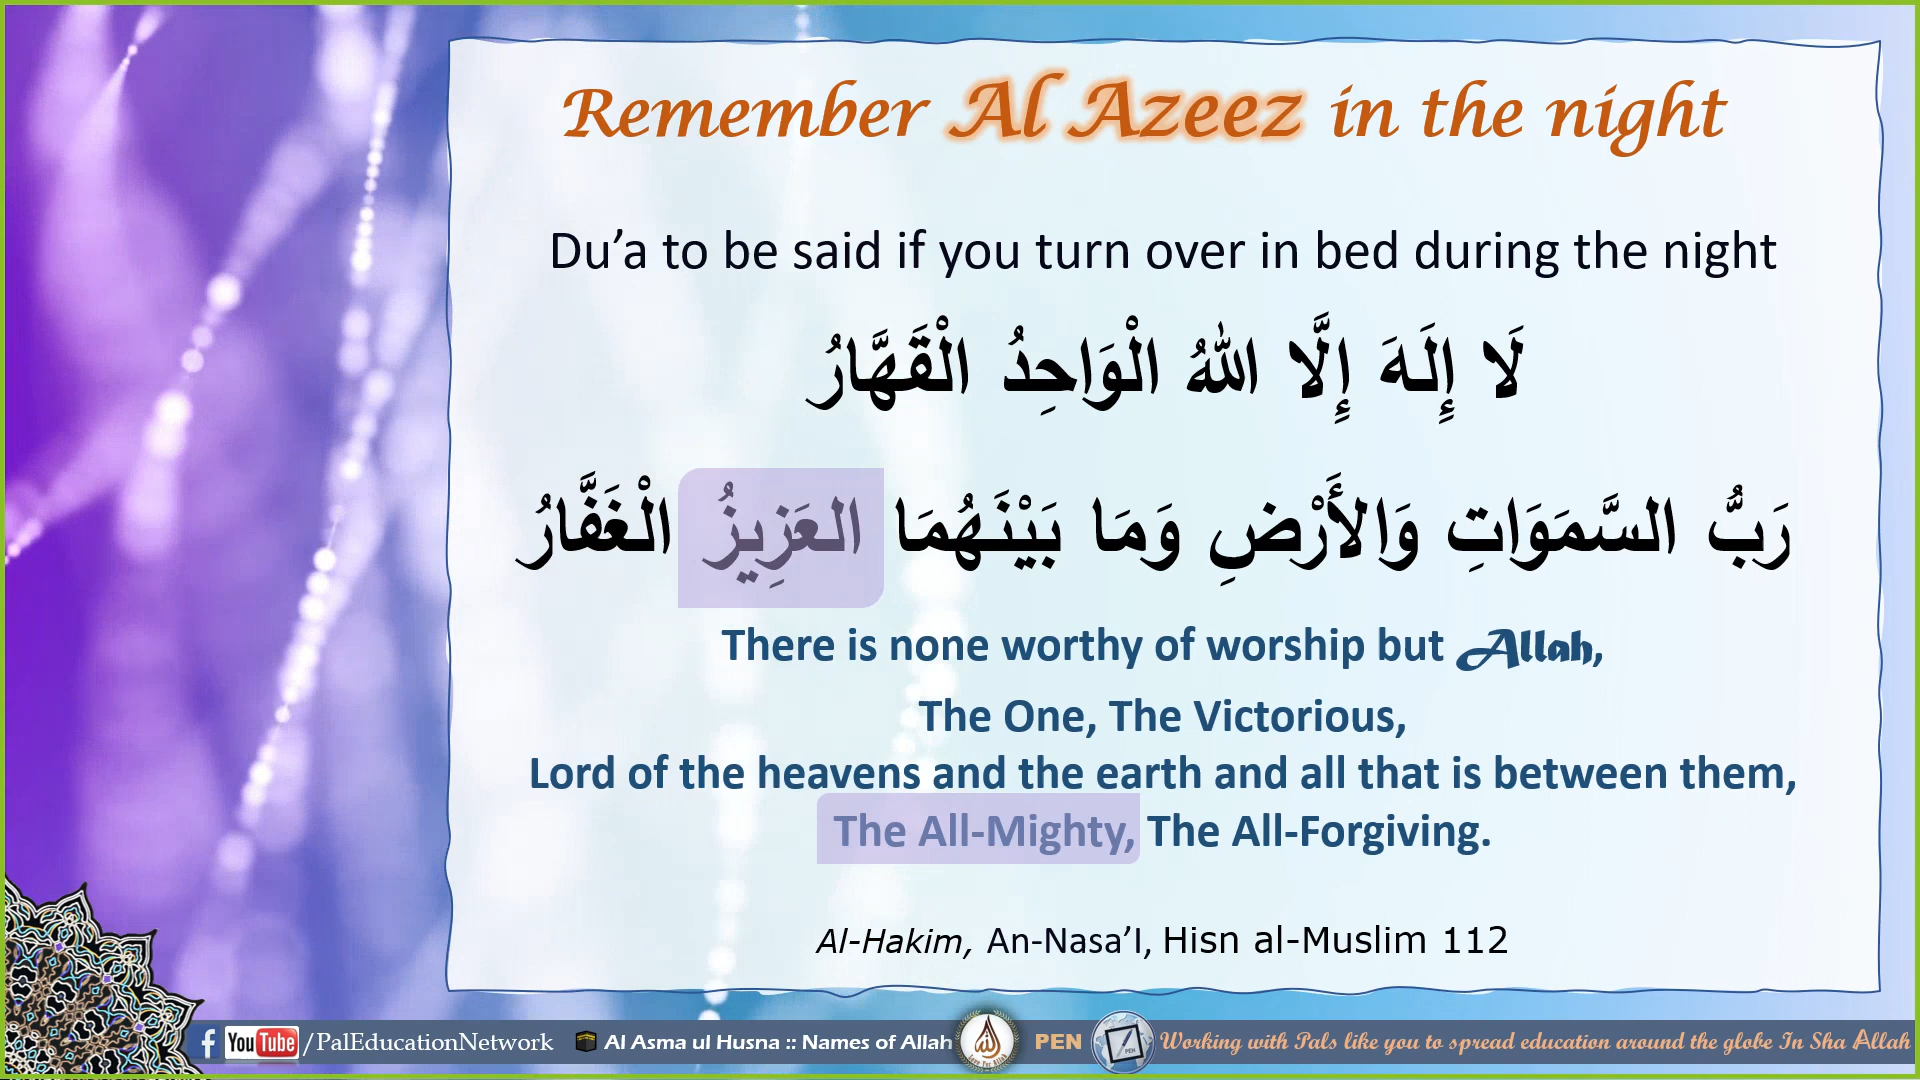 Remember Al Azeez in the night
Du’a to be said if you turn over in bed during the night
لَا إِلَهَ إِلَّا اللهُ الْوَاحِدُ الْقَهَّارُ
رَبُّ السَّمَوَاتِ وَالأَرْضِ وَمَا بَيْنَهُمَا العَزِيزُ الْغَفَّارُ
There is none worthy of worship but Allah,
The One, The Victorious,
Lord of the heavens and the earth and all that is between them,
The All-Mighty, The All-Forgiving.
Al-Hakim, An-Nasa’I, Hisn al-Muslim 112
f YouTube /PalEducationNetwork Al Asma ul Husna :: Names of Allah PEN Working with Pals like you to spread education around the globe In Sha Allah